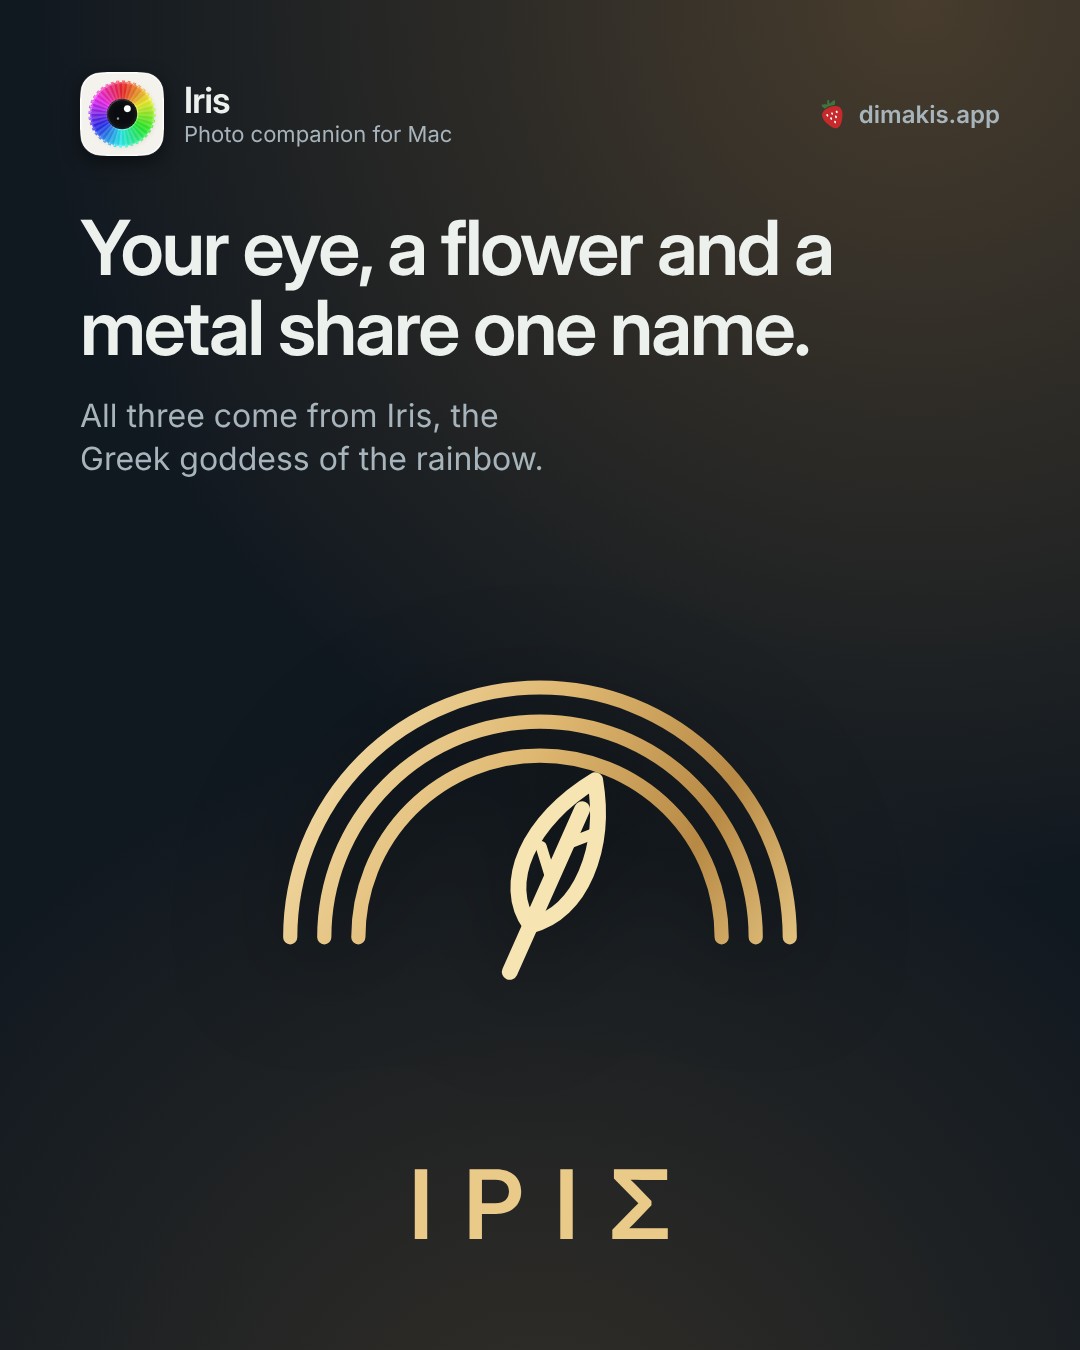 Iris
Photo companion for Mac
dimakis.app
Your eye, a flower and a
metal share one name.
All three come from Iris, the
Greek goddess of the rainbow.
ΙΡΙΣ